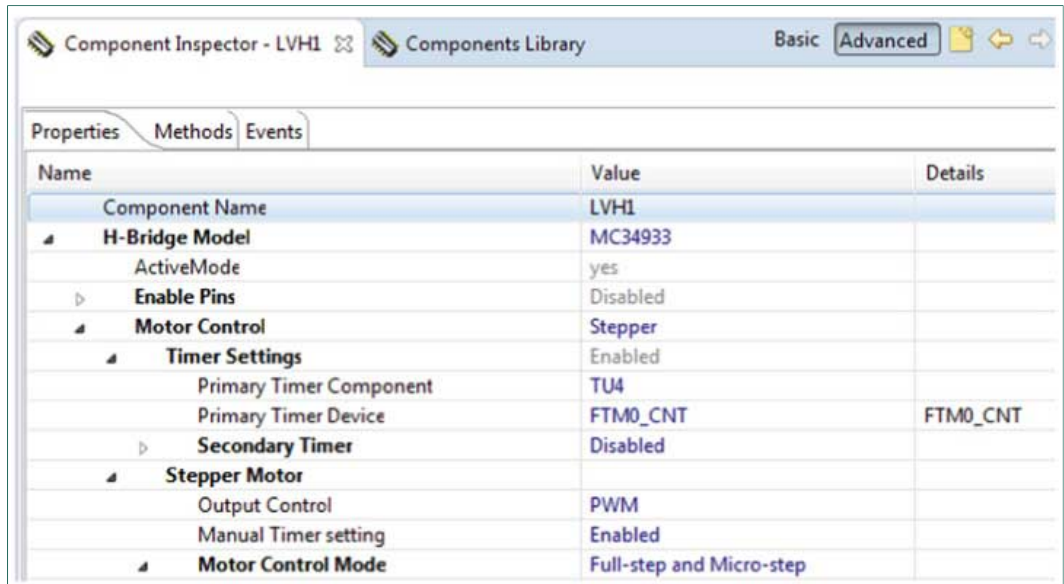 Component Inspector - LVH1 Components Library Basic Advanced
Properties Methods Events
Name Value Details
Component Name LVH1
H-Bridge Model MC34933
ActiveMode yes
Enable Pins Disabled
Motor Control Stepper
Timer Settings Enabled
Primary Timer Component TU4
Primary Timer Device FTM0_CNT FTM0_CNT
Secondary Timer Disabled
Stepper Motor
Output Control PWM
Manual Timer setting Enabled
Motor Control Mode Full-step and Micro-step